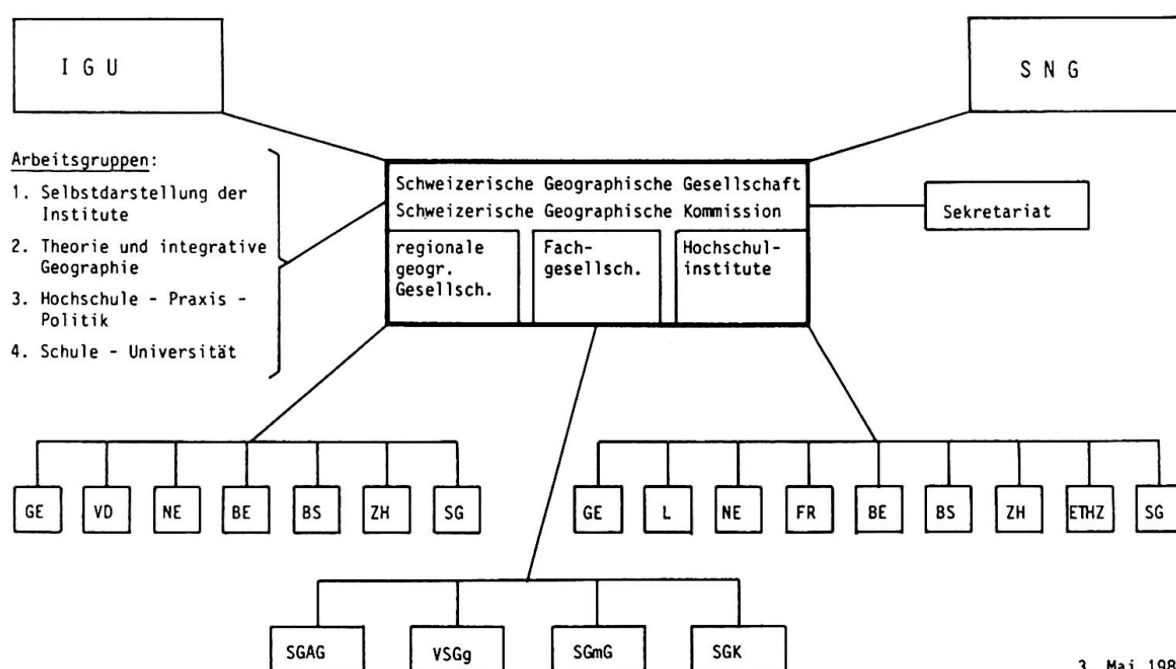 I G U
S N G
Arbeitsgruppen:
1. Selbstdarstellung der
Institute
2. Theorie und integrative
Geographie
3. Hochschule - Praxis -
Politik
4. Schule - Universität
Schweizerische Geographische Gesellschaft
Schweizerische Geographische Kommission
regionale
geogr.
Gesellsch.
Fach-
gesellsch.
Hochschul-
institute
Sekretariat
GE VD NE BE BS ZH SG
GE L NE FR BE BS ZH ETHZ SG
SGAG VSGg SGmG SGK
3. Mai